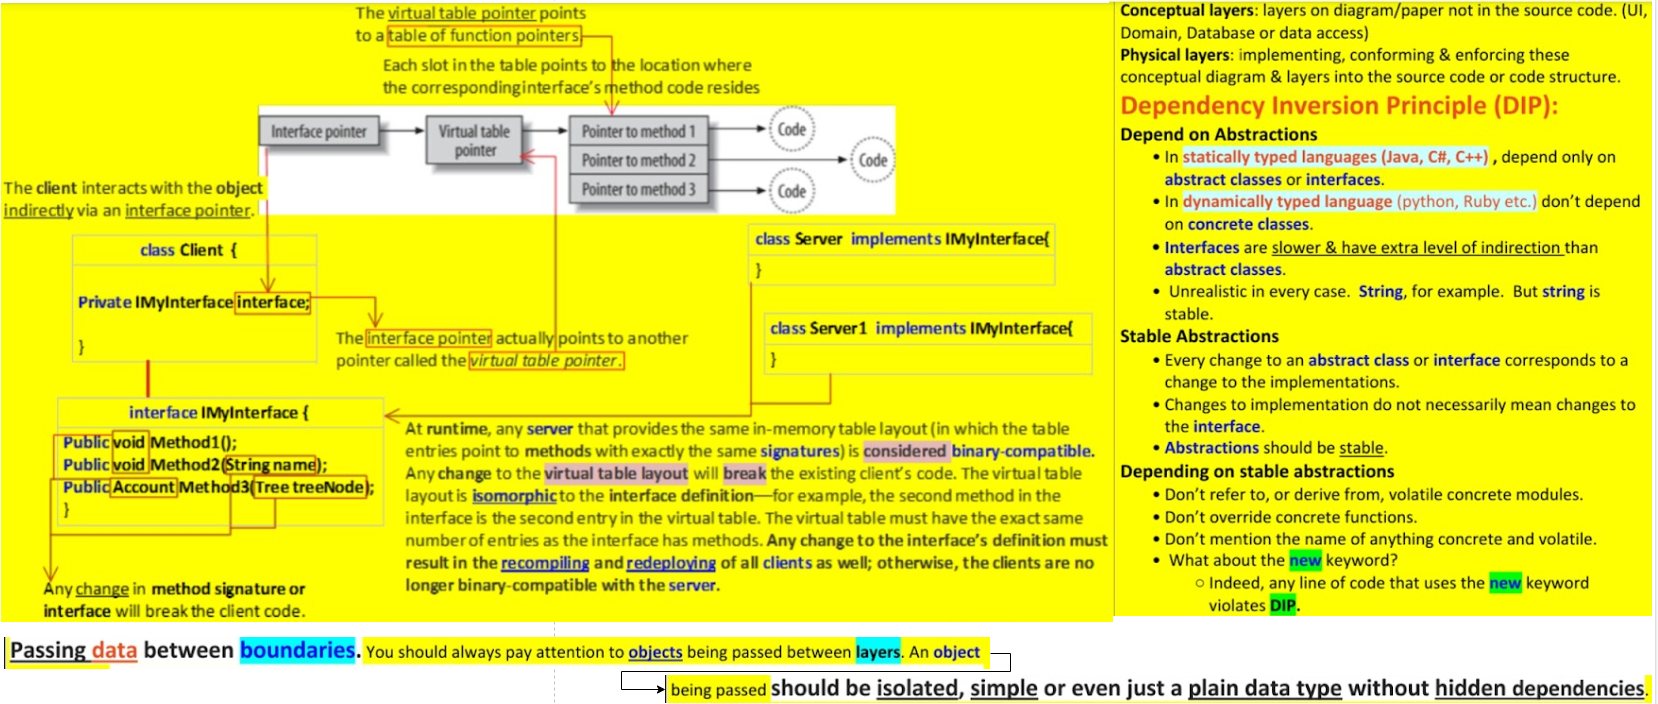 The virtual table pointer points
to a table of function pointers
Each slot in the table points to the location where
the corresponding interface's method code resides
Interface pointer
Virtual table
pointer
Pointer to method 1
Pointer to method 2
Pointer to method 3
Code
Code
Code
The client interacts with the object
indirectly via an interface pointer.
class Client {
Private IMyInterface interface;
}
The interface pointer actually points to another
pointer called the virtual table pointer.
class Server implements IMyInterface{
}
class Server1 implements IMyInterface{
}
interface IMyInterface {
Public void Method1();
Public void Method2(String name);
Public Account Method3(Tree treeNode);
}
Any change in method signature or
interface will break the client code.
At runtime, any server that provides the same in-memory table layout (in which the table
entries point to methods with exactly the same signatures) is considered binary-compatible.
Any change to the virtual table layout will break the existing client's code. The virtual table
layout is isomorphic to the interface definition—for example, the second method in the
interface is the second entry in the virtual table. The virtual table must have the exact same
number of entries as the interface has methods. Any change to the interface's definition must
result in the recompiling and redeploying of all clients as well; otherwise, the clients are no
longer binary-compatible with the server.
Conceptual layers: layers on diagram/paper not in the source code. (UI,
Domain, Database or data access)
Physical layers: implementing, conforming & enforcing these
conceptual diagram & layers into the source code or code structure.
Dependency Inversion Principle (DIP):
Depend on Abstractions
• In statically typed languages (Java, C#, C++) , depend only on
abstract classes or interfaces.
• In dynamically typed language (python, Ruby etc.) don't depend
on concrete classes.
• Interfaces are slower & have extra level of indirection than
abstract classes.
• Unrealistic in every case. String, for example. But string is
stable.
Stable Abstractions
• Every change to an abstract class or interface corresponds to a
change to the implementations.
• Changes to implementation do not necessarily mean changes to
the interface.
• Abstractions should be stable.
Depending on stable abstractions
• Don't refer to, or derive from, volatile concrete modules.
• Don't override concrete functions.
• Don't mention the name of anything concrete and volatile.
• What about the new keyword?
○ Indeed, any line of code that uses the new keyword
violates DIP.
Passing data between boundaries. You should always pay attention to objects being passed between layers. An object
being passed should be isolated, simple or even just a plain data type without hidden dependencies.